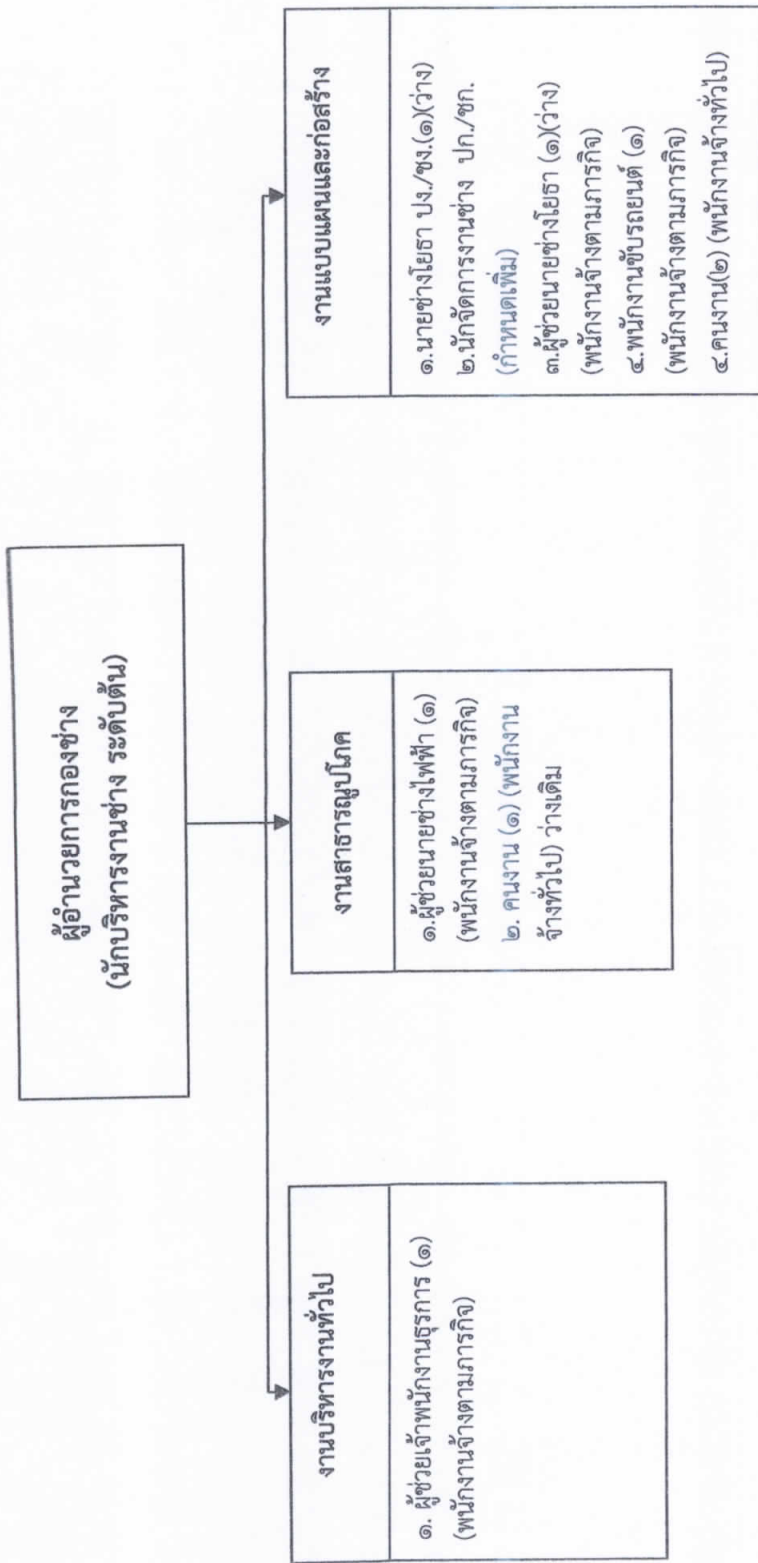 ผู้อำนวยการกองช่าง
(นักบริหารงานช่าง ระดับต้น)
งานบริหารงานทั่วไป
๑. ผู้ช่วยเจ้าพนักงานธุรการ (๑)
(พนักงานจ้างตามภารกิจ)
งานสาธารณูปโภค
๑.ผู้ช่วยนายช่างไฟฟ้า (๑)
(พนักงานจ้างตามภารกิจ)
๒. คนงาน (๑) (พนักงาน
จ้างทั่วไป) ว่างเดิม
งานแบบแผนและก่อสร้าง
๑.นายช่างโยธา ปง./ชง.(๑)(ว่าง)
๒.นักจัดการงานช่าง ปก./ชก.
(กำหนดเพิ่ม)
๓.ผู้ช่วยนายช่างโยธา (๑)(ว่าง)
(พนักงานจ้างตามภารกิจ)
๔.พนักงานขับรถยนต์ (๑)
(พนักงานจ้างตามภารกิจ)
๔.คนงาน(๒) (พนักงานจ้างทั่วไป)